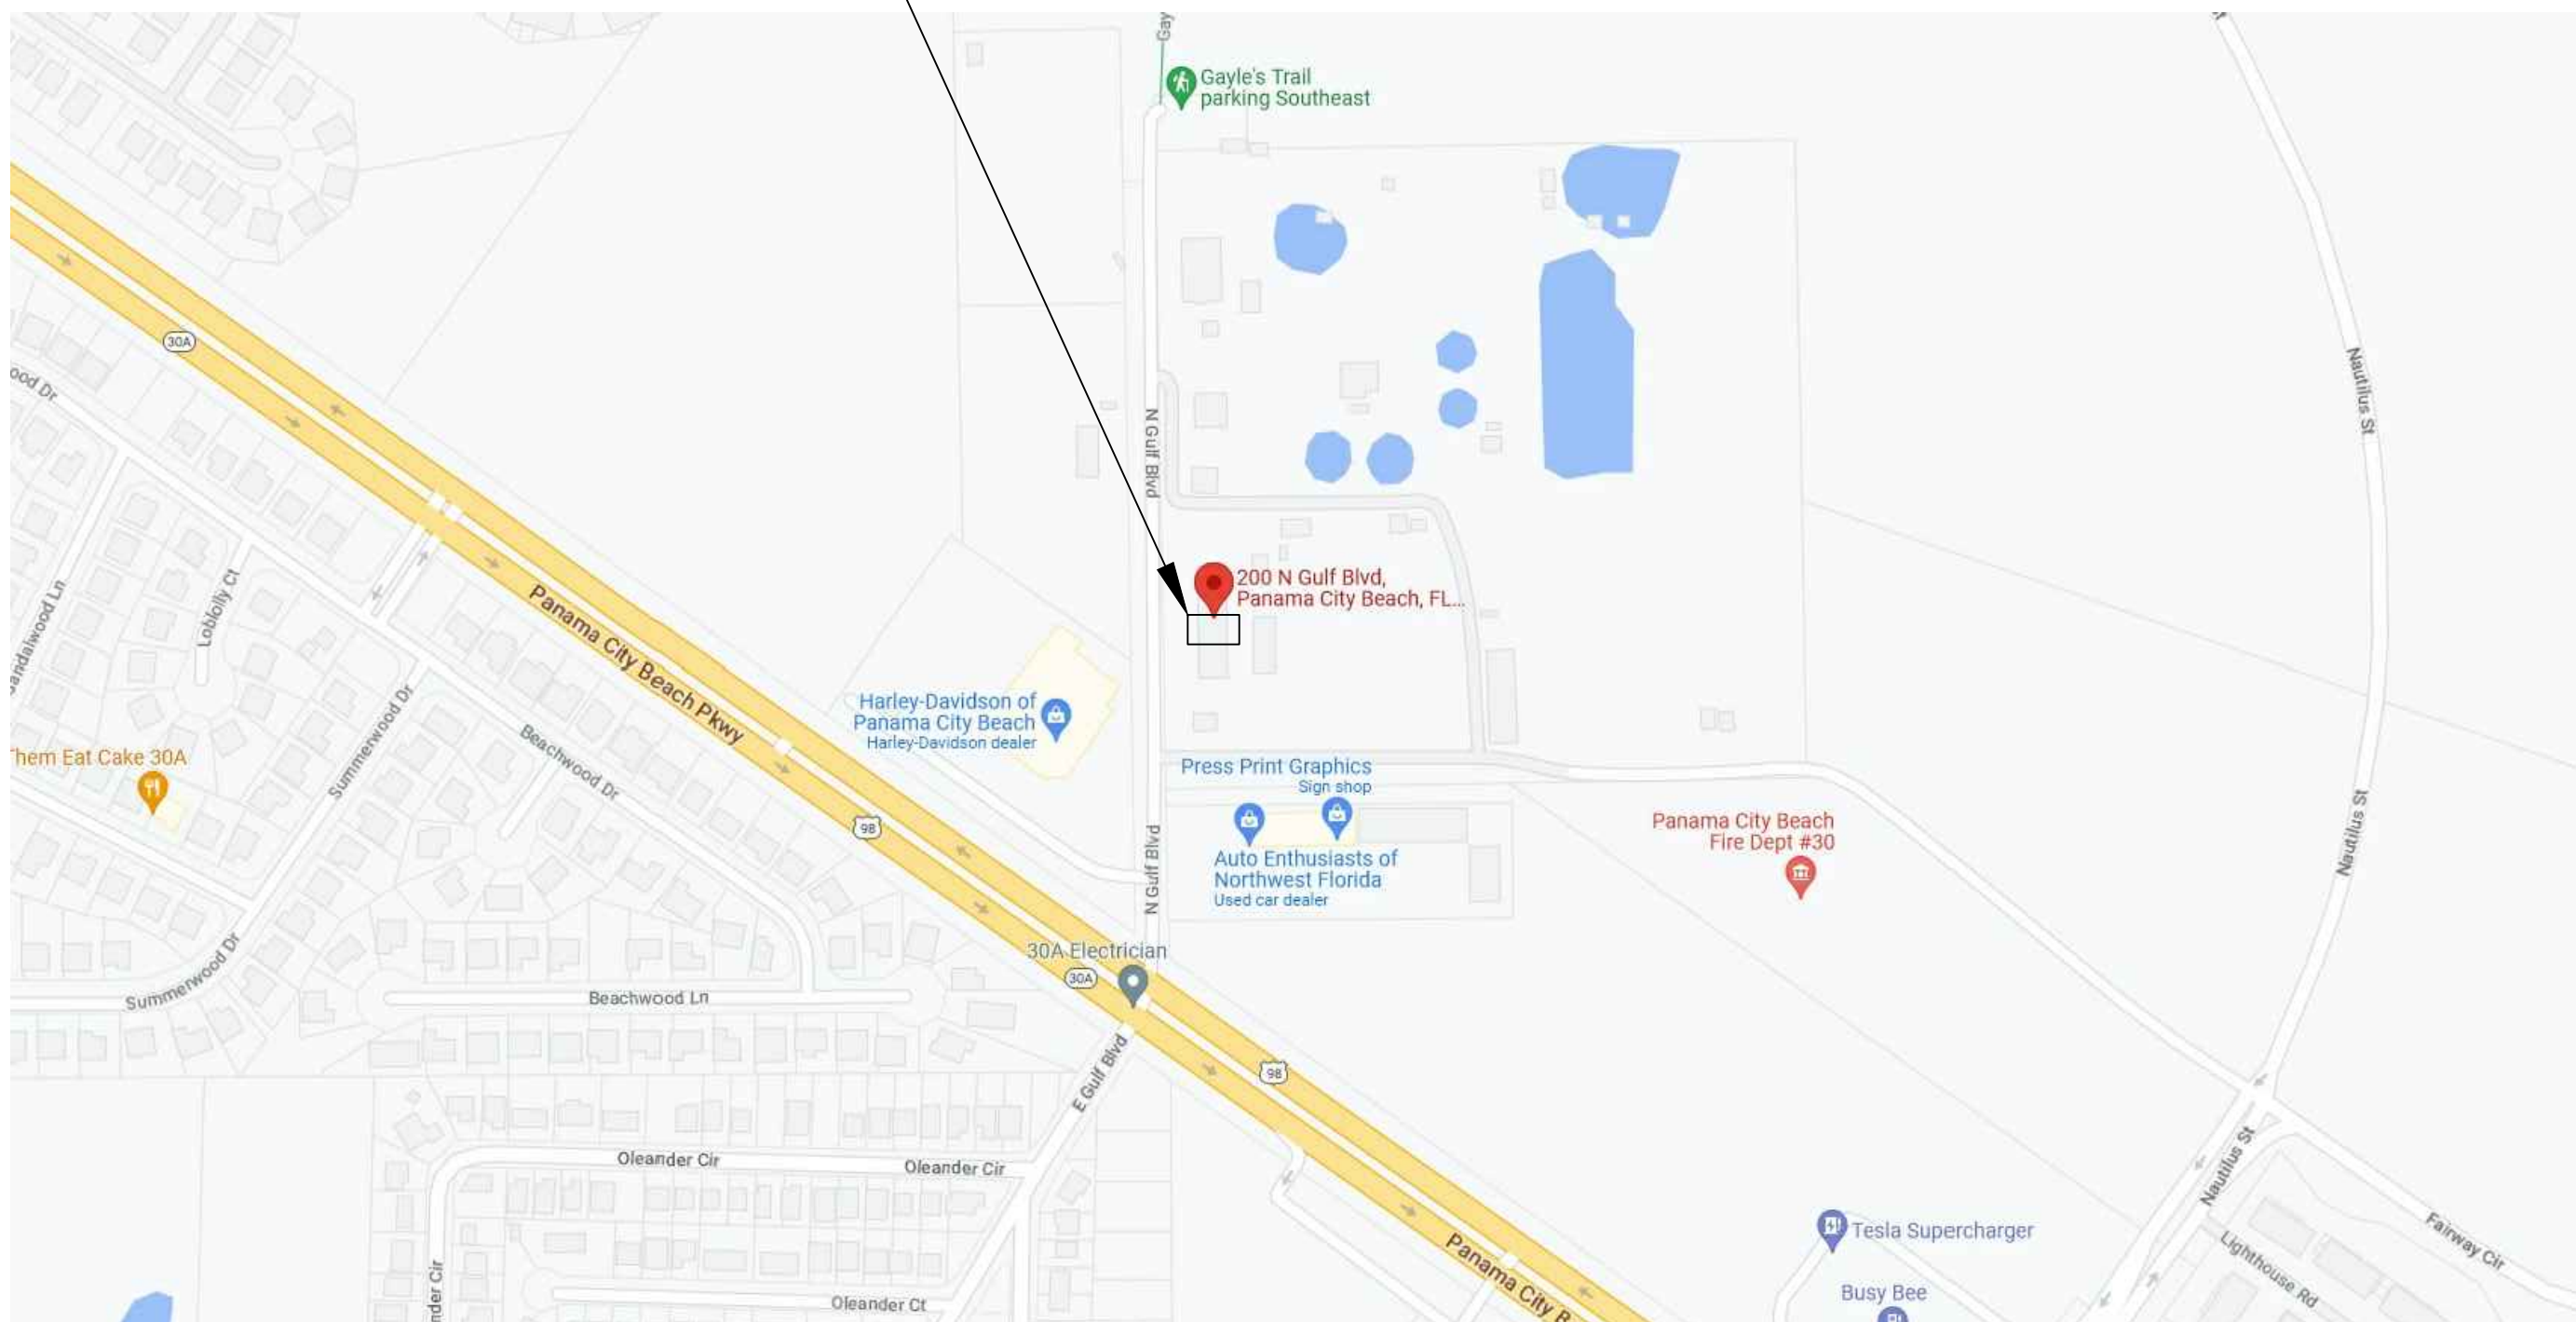 Gay
Gayle's Trail
parking Southeast
30A
Nautilus St
N Gulf Blvd
200 N Gulf Blvd,
Panama City Beach, FL...
Loblolly Ct
Panama City Beach Pkwy
Harley-Davidson of
Panama City Beach
Harley-Davidson dealer
Summerwood Dr
Beachwood Dr
Them Eat Cake 30A
Press Print Graphics
Sign shop
98
Panama City Beach
Fire Dept #30
Nautilus St
N Gulf Blvd
Auto Enthusiasts of
Northwest Florida
Used car dealer
30A Electrician
30A
Summerwood Dr
Beachwood Ln
E Gulf Blvd
98
Oleander Cir
Oleander Cir
Nautilus St
Tesla Supercharger
Fairway Cir
Lighthouse Rd
Panama City B
nder Cir
Oleander Ct
Busy Bee